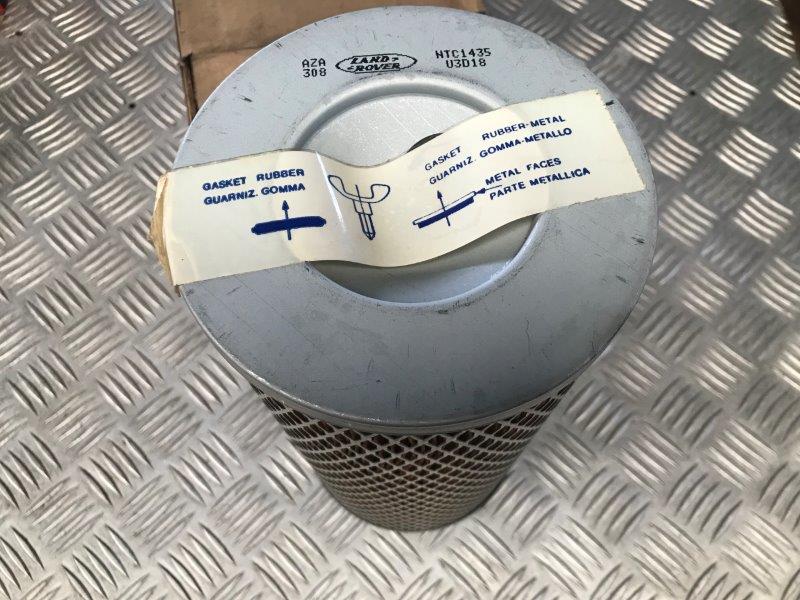 AZA
308
LAND
ROVER
NTC1435
U3D18
GASKET RUBBER
GUARNIZ. GOMMA
GASKET RUBBER-METAL
GUARNIZ. GOMMA-METALLO
METAL FACES
PARTE METALLICA